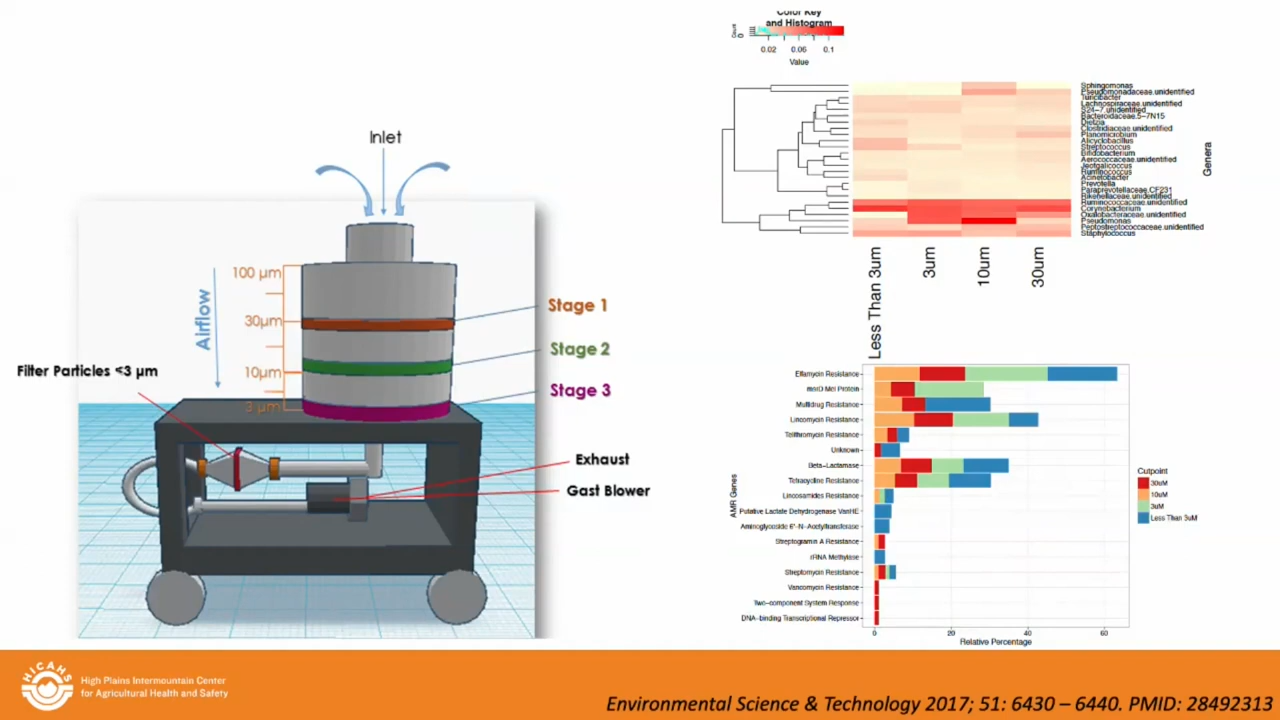 Inlet
100 µm
30µm
10µm
3 µm
Airflow
Stage 1
Stage 2
Stage 3
Filter Particles ≤3 µm
Exhaust
Gast Blower
Color Key
and Histogram
Count
0
0.02 0.06 0.1
Value
Sphingomonas
Pseudomonadaceae.unidentified
Turicibacter
Lachnospiraceae.unidentified
S24-7.unidentified
Bacteroidaceae.5-7N15
Dietzia
Clostridiaceae.unidentified
Planomicrobium
Alicyclobacillus
Streptococcus
Bifidobacterium
Aerococcaceae.unidentified
Jeotgalicoccus
Ruminococcus
Acinetobacter
Prevotella
Paraprevotellaceae.CF231
Rikenellaceae.unidentified
Ruminococcaceae.unidentified
Corynebacterium
Oxalobacteraceae.unidentified
Pseudomonas
Peptostreptococcaceae.unidentified
Staphylococcus
Genera
Less Than 3um
3um
10um
30um
Elfamycin Resistance
Multidrug Resistance
Lincomycin Resistance
Telithromycin Resistance
Unknown
Beta-Lactamase
Tetracycline Resistance
Lincosamides Resistance
Putative Lactate Dehydrogenase VanHE
Aminoglycoside 6'-N-Acetyltransferase
Streptogramin A Resistance
rRNA Methylase
Streptomycin Resistance
Vancomycin Resistance
Two-component System Response
DNA-binding Transcriptional Repressor
AMR Genes
0 20 40 60
Relative Percentage
Cutpoint
30uM
10uM
3uM
Less Than 3uM
HICAHS
High Plains Intermountain Center
for Agricultural Health and Safety
Environmental Science & Technology 2017; 51: 6430 – 6440. PMID: 28492313